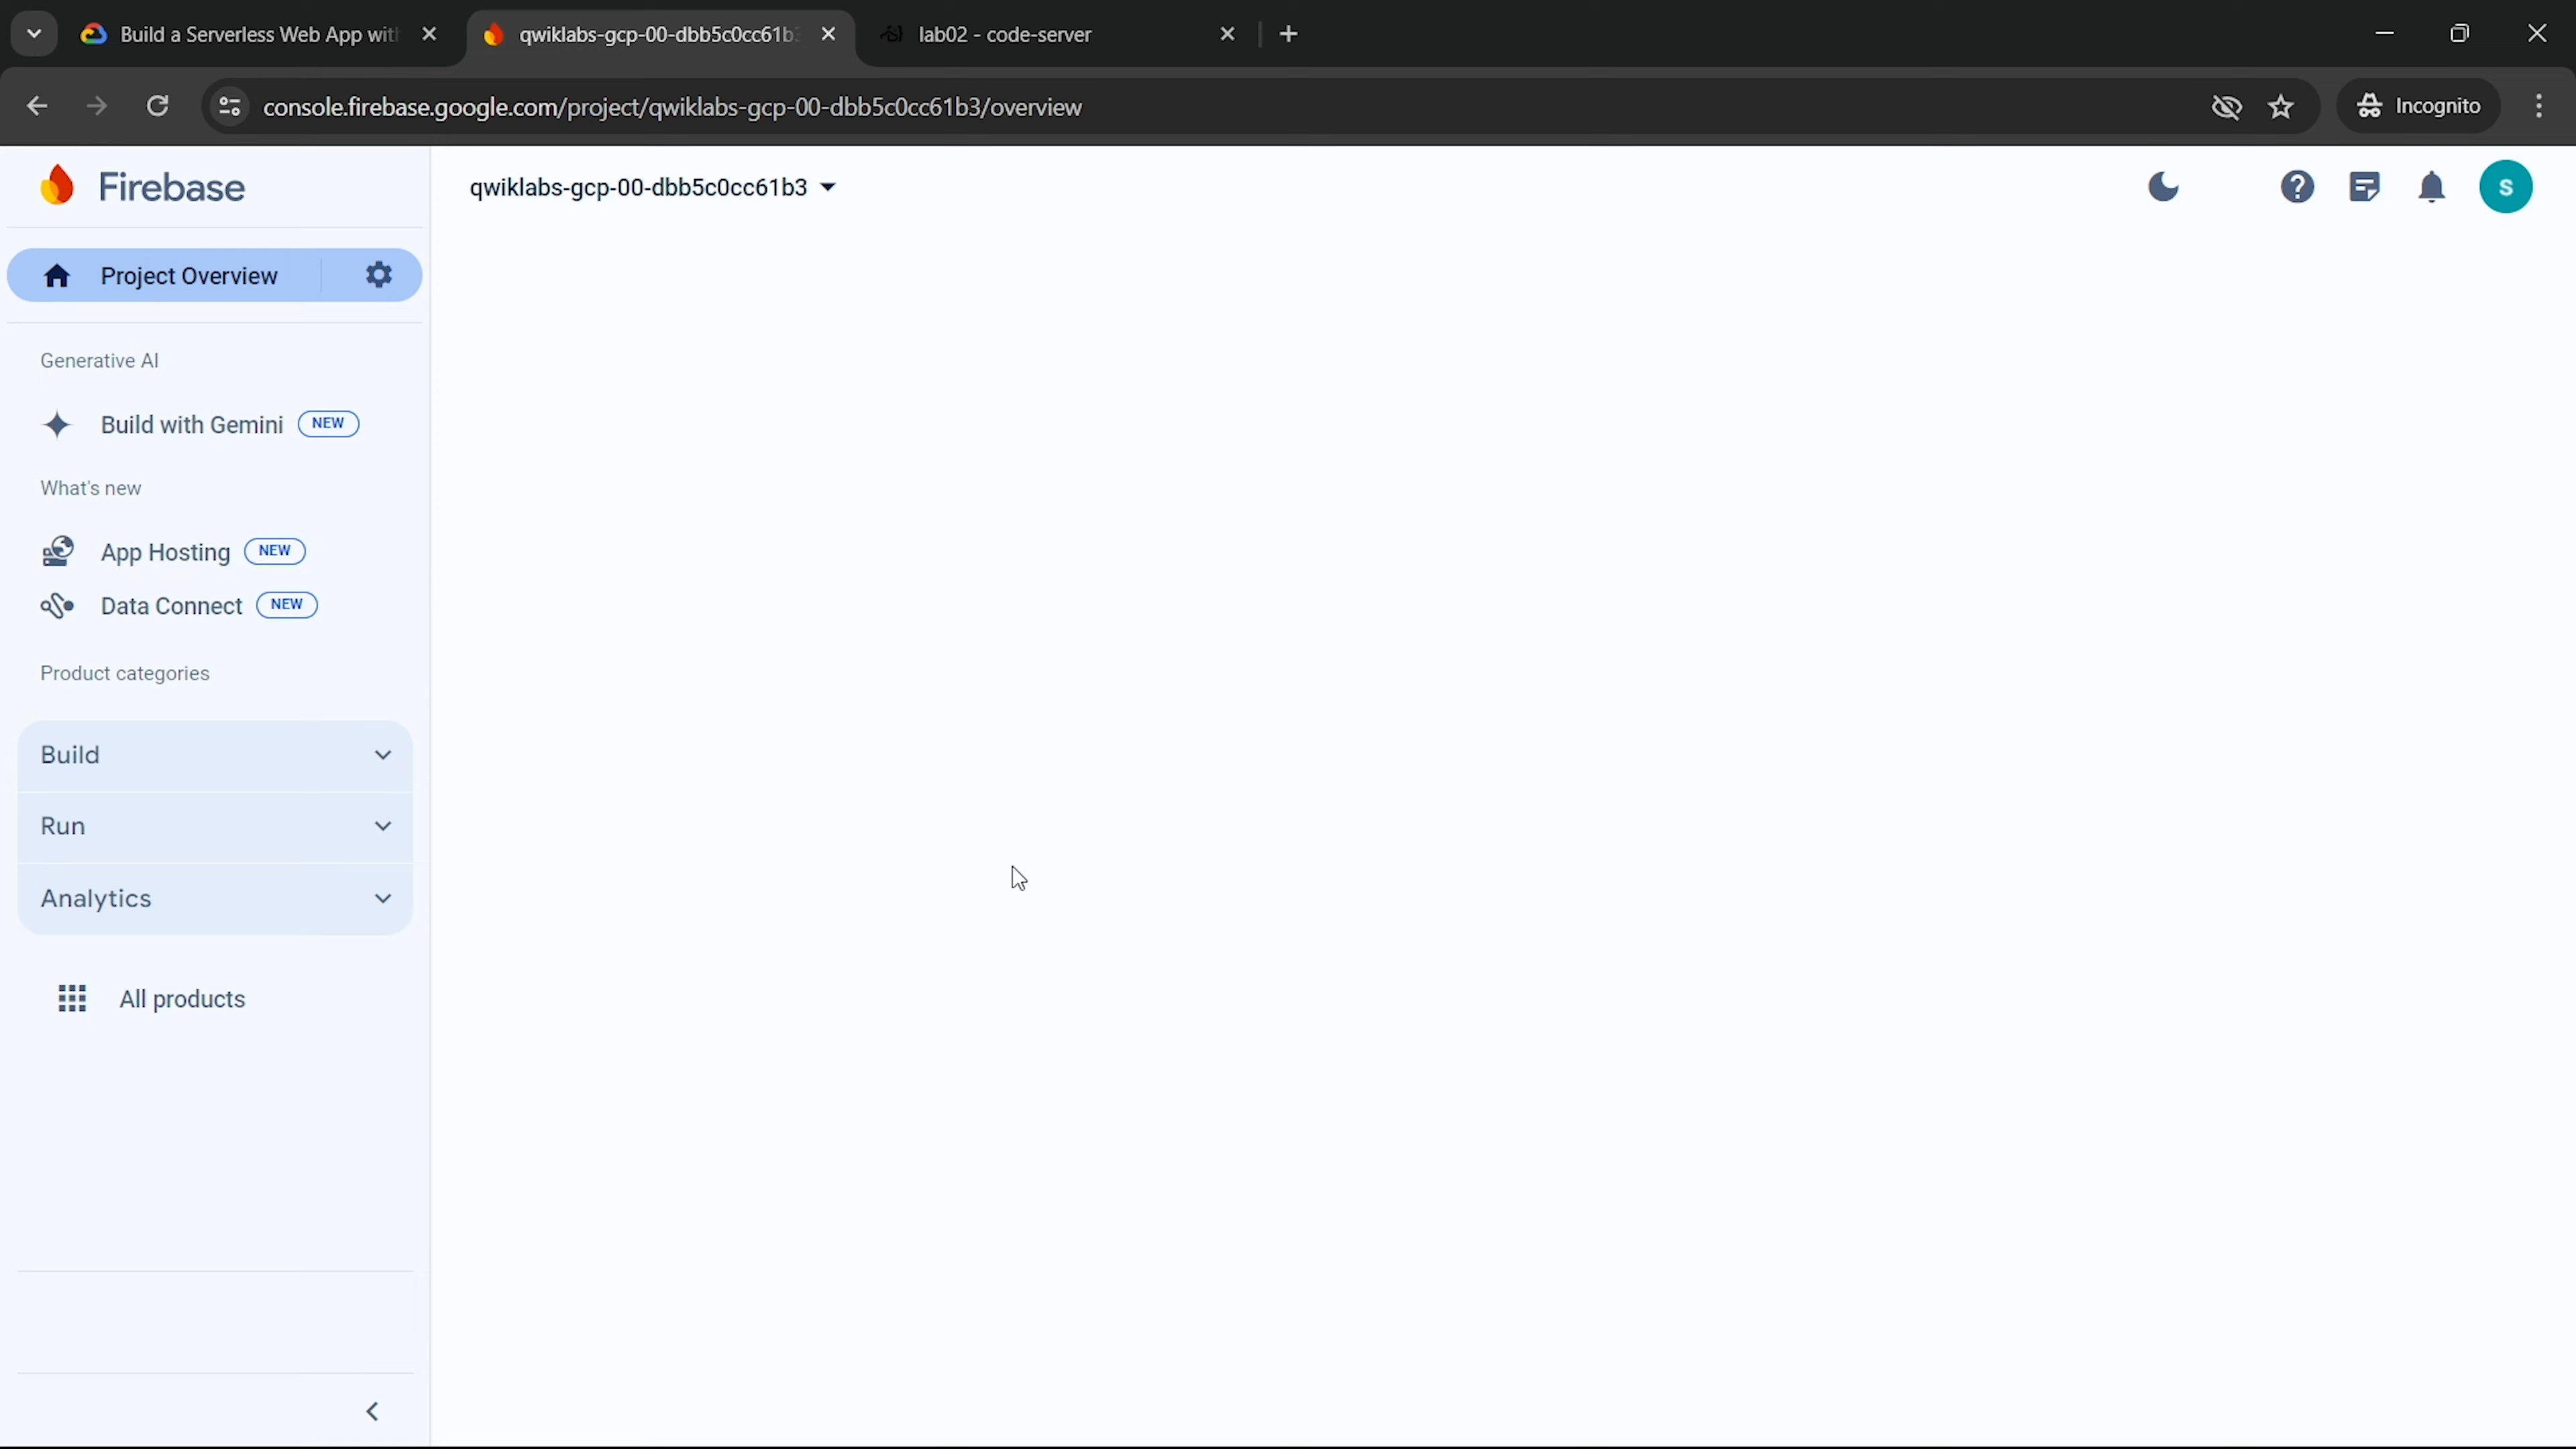 Build a Serverless Web App with
qwiklabs-gcp-00-dbb5c0cc61b3
lab02 - code-server
console.firebase.google.com/project/qwiklabs-gcp-00-dbb5c0cc61b3/overview
Incognito
Firebase
qwiklabs-gcp-00-dbb5c0cc61b3
S
Project Overview
Generative AI
Build with Gemini NEW
What's new
App Hosting NEW
Data Connect NEW
Product categories
Build
Run
Analytics
All products